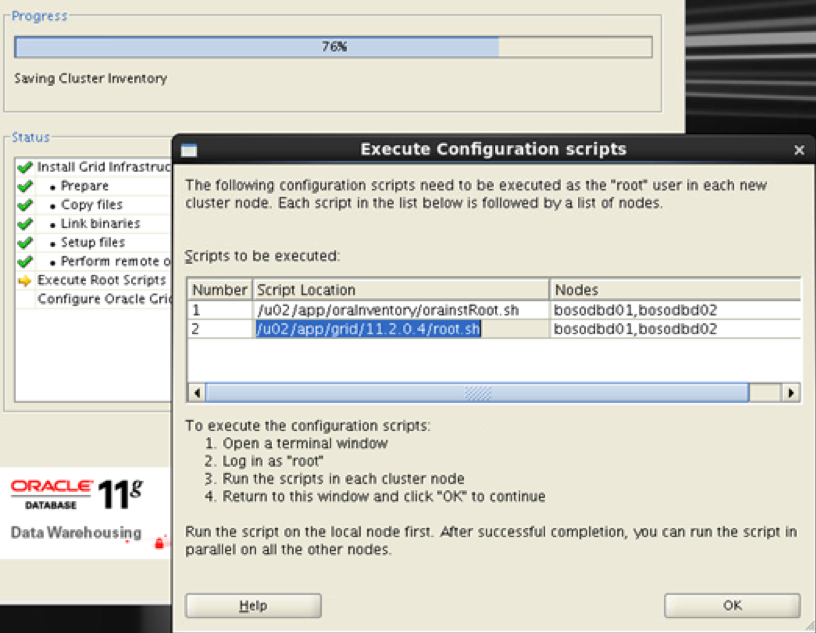 Progress
76%
Saving Cluster Inventory
Status
Install Grid Infrastruc
• Prepare
• Copy files
• Link binaries
• Setup files
• Perform remote o
Execute Root Scripts
Configure Oracle Gri
ORACLE 11g
DATABASE
Data Warehousing
Execute Configuration scripts
The following configuration scripts need to be executed as the "root" user in each new
cluster node. Each script in the list below is followed by a list of nodes.
Scripts to be executed:
Number Script Location Nodes
1 /u02/app/oraInventory/orainstRoot.sh bosodbd01,bosodbd02
2 /u02/app/grid/11.2.0.4/root.sh bosodbd01,bosodbd02
To execute the configuration scripts:
1. Open a terminal window
2. Log in as "root"
3. Run the scripts in each cluster node
4. Return to this window and click "OK" to continue
Run the script on the local node first. After successful completion, you can run the script in
parallel on all the other nodes.
Help
OK